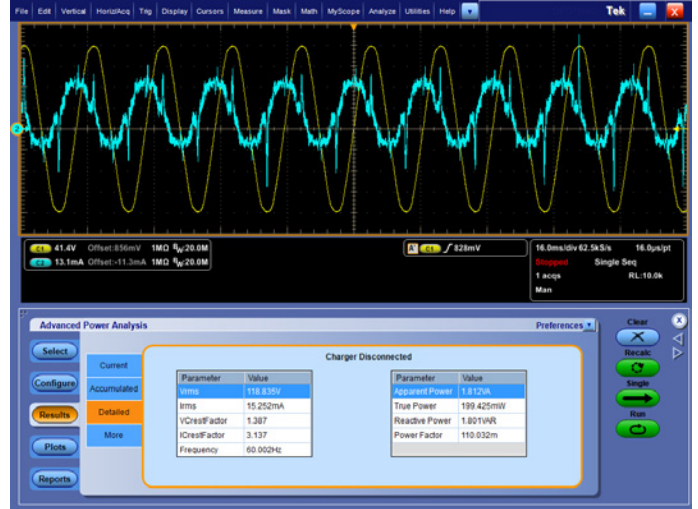 File Edit Vertical Horiz/Acq Trig Display Cursors Measure Mask Math MyScope Analyze Utilities Help Tek
2
C1 41.4V Offset:856mV 1MΩ BW:20.0M
C2 13.1mA Offset:-11.3mA 1MΩ BW:20.0M
A' C1 828mV
16.0ms/div 62.5kS/s 16.0µs/pt
Stopped Single Seq
1 acqs RL:10.0k
Man
Advanced Power Analysis
Preferences
Clear
Recalc
Single
Run
Select
Configure
Results
Plots
Reports
Current
Accumulated
Detailed
More
Charger Disconnected
Parameter Value
Vrms 118.835V
Irms 15.252mA
VCrestFactor 1.387
ICrestFactor 3.137
Frequency 60.002Hz
Parameter Value
Apparent Power 1.812VA
True Power 199.425mW
Reactive Power 1.801VAR
Power Factor 110.032m